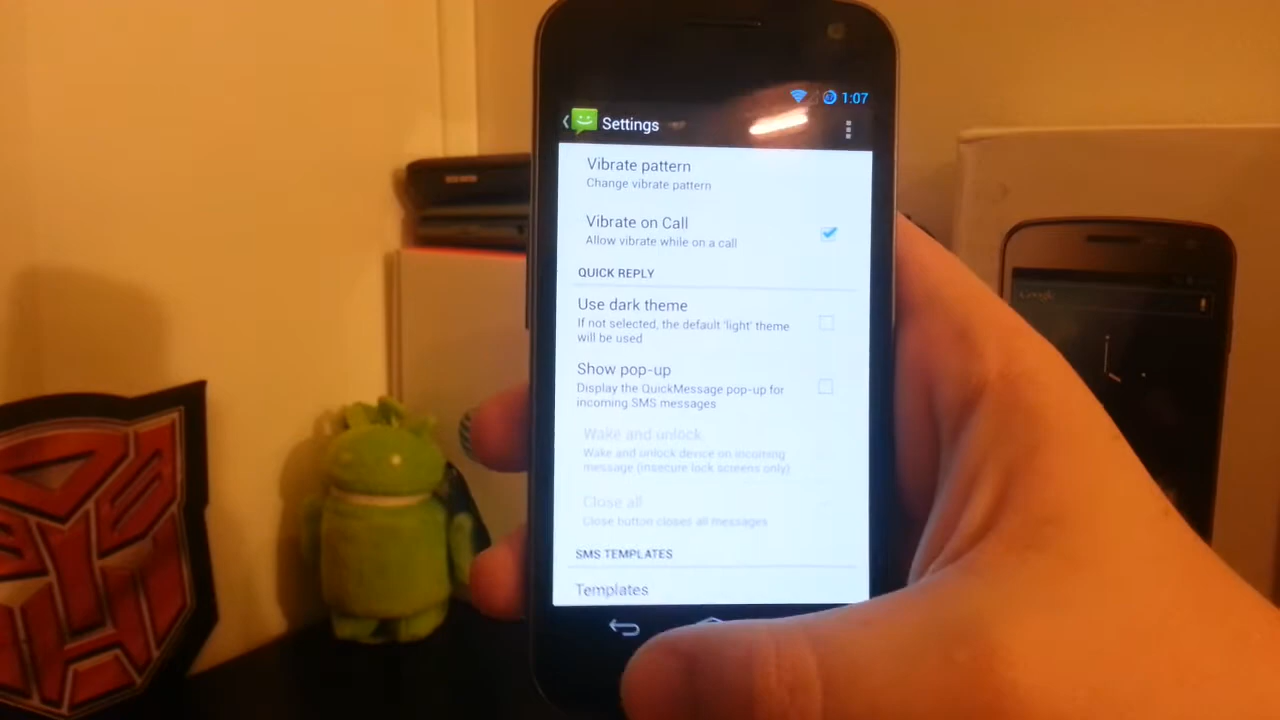 1:07
Settings
Vibrate pattern
Change vibrate pattern
Vibrate on Call
Allow vibrate while on a call
QUICK REPLY
Use dark theme
If not selected, the default 'light' theme
will be used
Show pop-up
Display the QuickMessage pop-up for
incoming SMS messages
Wake and unlock
Wake and unlock device on incoming
message (insecure lock screens only)
Close all
Close button closes all messages
SMS TEMPLATES
Templates
Google